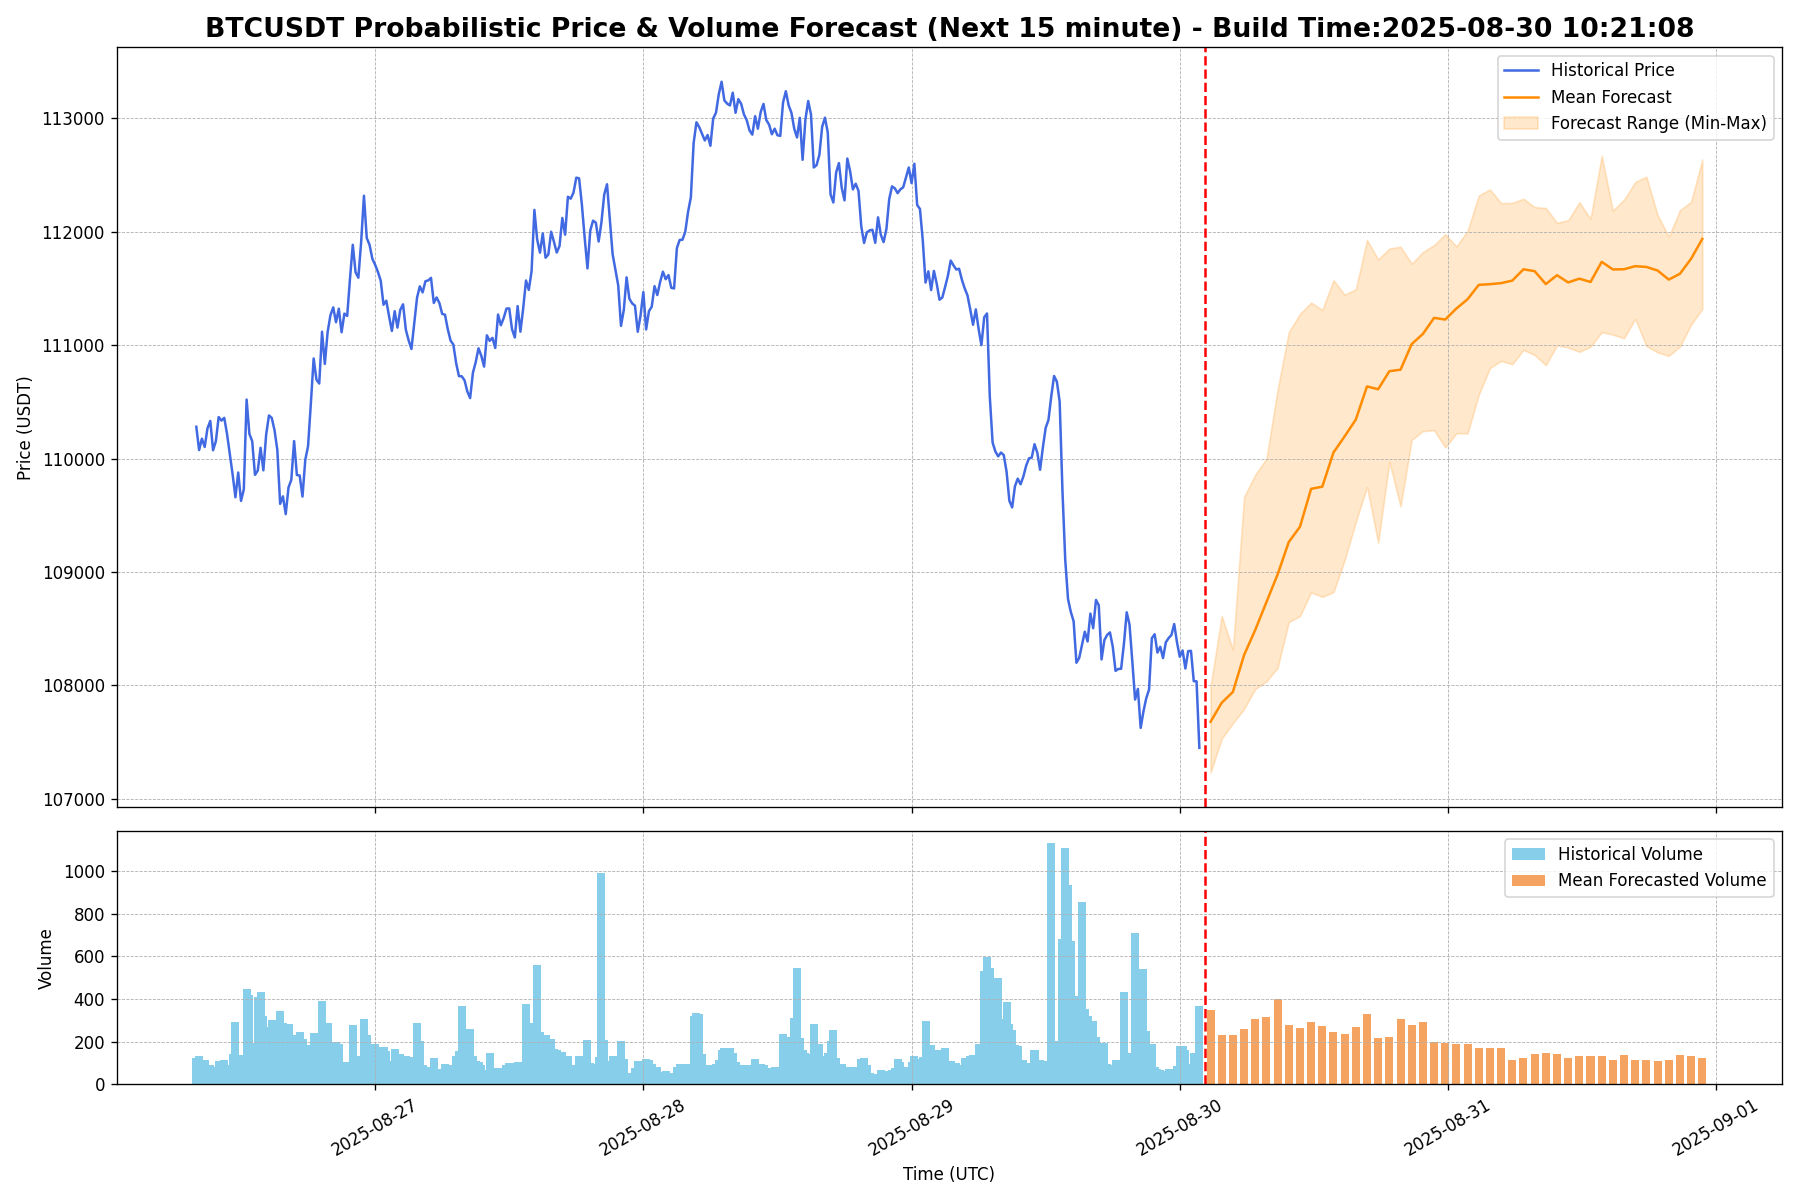 BTCUSDT Probabilistic Price & Volume Forecast (Next 15 minute) - Build Time:2025-08-30 10:21:08
Historical Price
Mean Forecast
Forecast Range (Min-Max)
Price (USDT)
113000
112000
111000
110000
109000
108000
107000
Historical Volume
Mean Forecasted Volume
Volume
1000
800
600
400
200
0
2025-08-27
2025-08-28
2025-08-29
2025-08-30
2025-08-31
2025-09-01
Time (UTC)